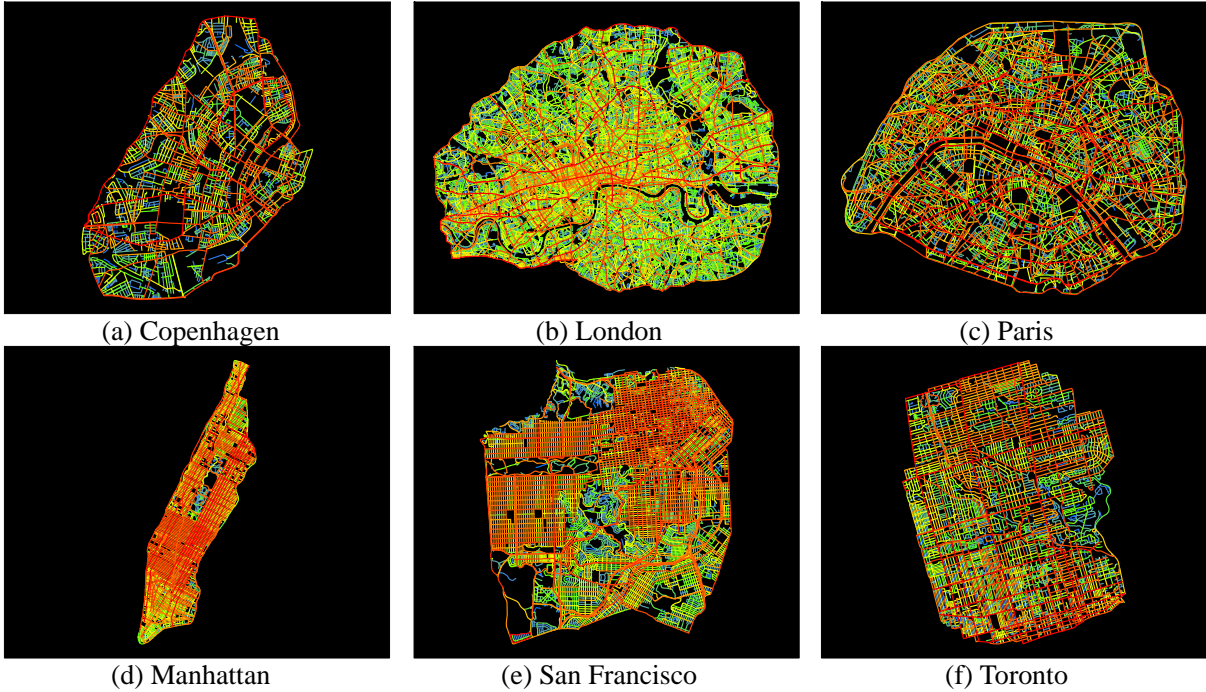 (a) Copenhagen
(b) London
(c) Paris
(d) Manhattan
(e) San Francisco
(f) Toronto